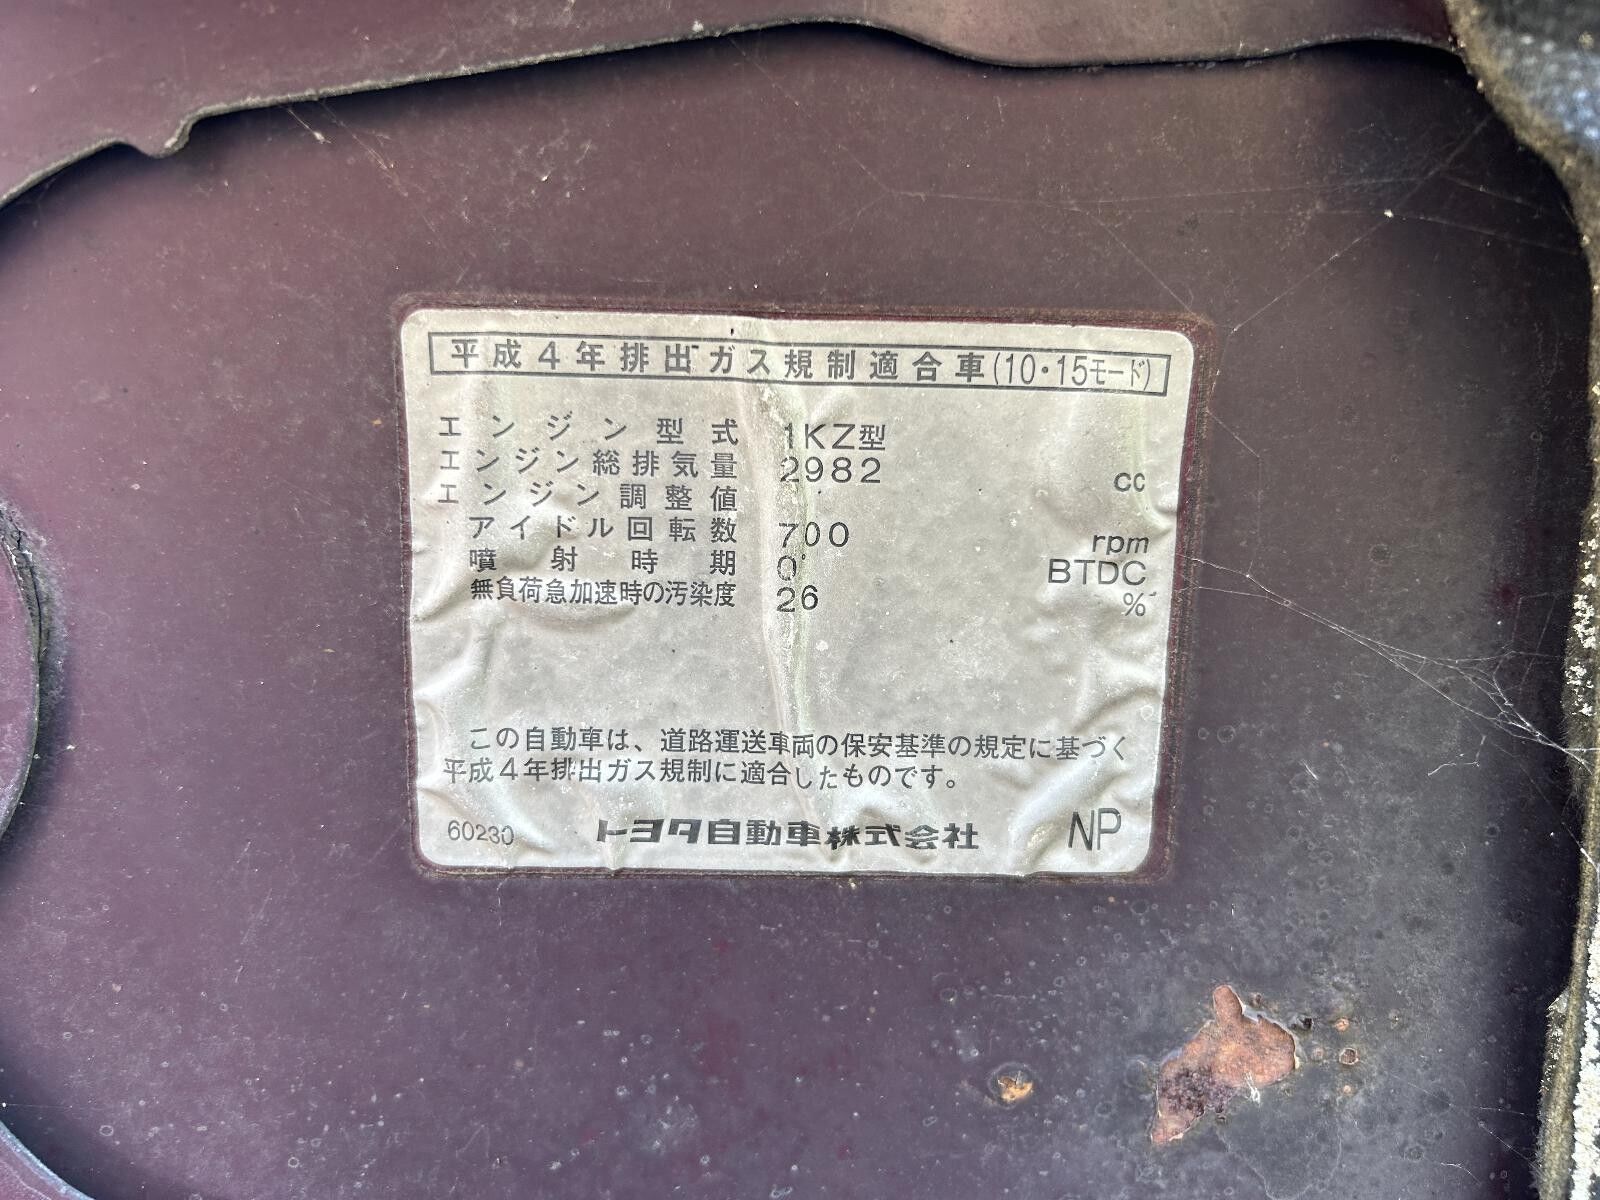 平成4年排出ガス規制適合車(10・15モード)
エンジン型式 1KZ型
エンジン総排気量 2982 cc
エンジン調整値
アイドル回転数 700 rpm
噴射時期 0° BTDC
無負荷急加速時の汚染度 26 %
この自動車は、道路運送車両の保安基準の規定に基づく
平成4年排出ガス規制に適合したものです。
60230 トヨタ自動車株式会社 NP